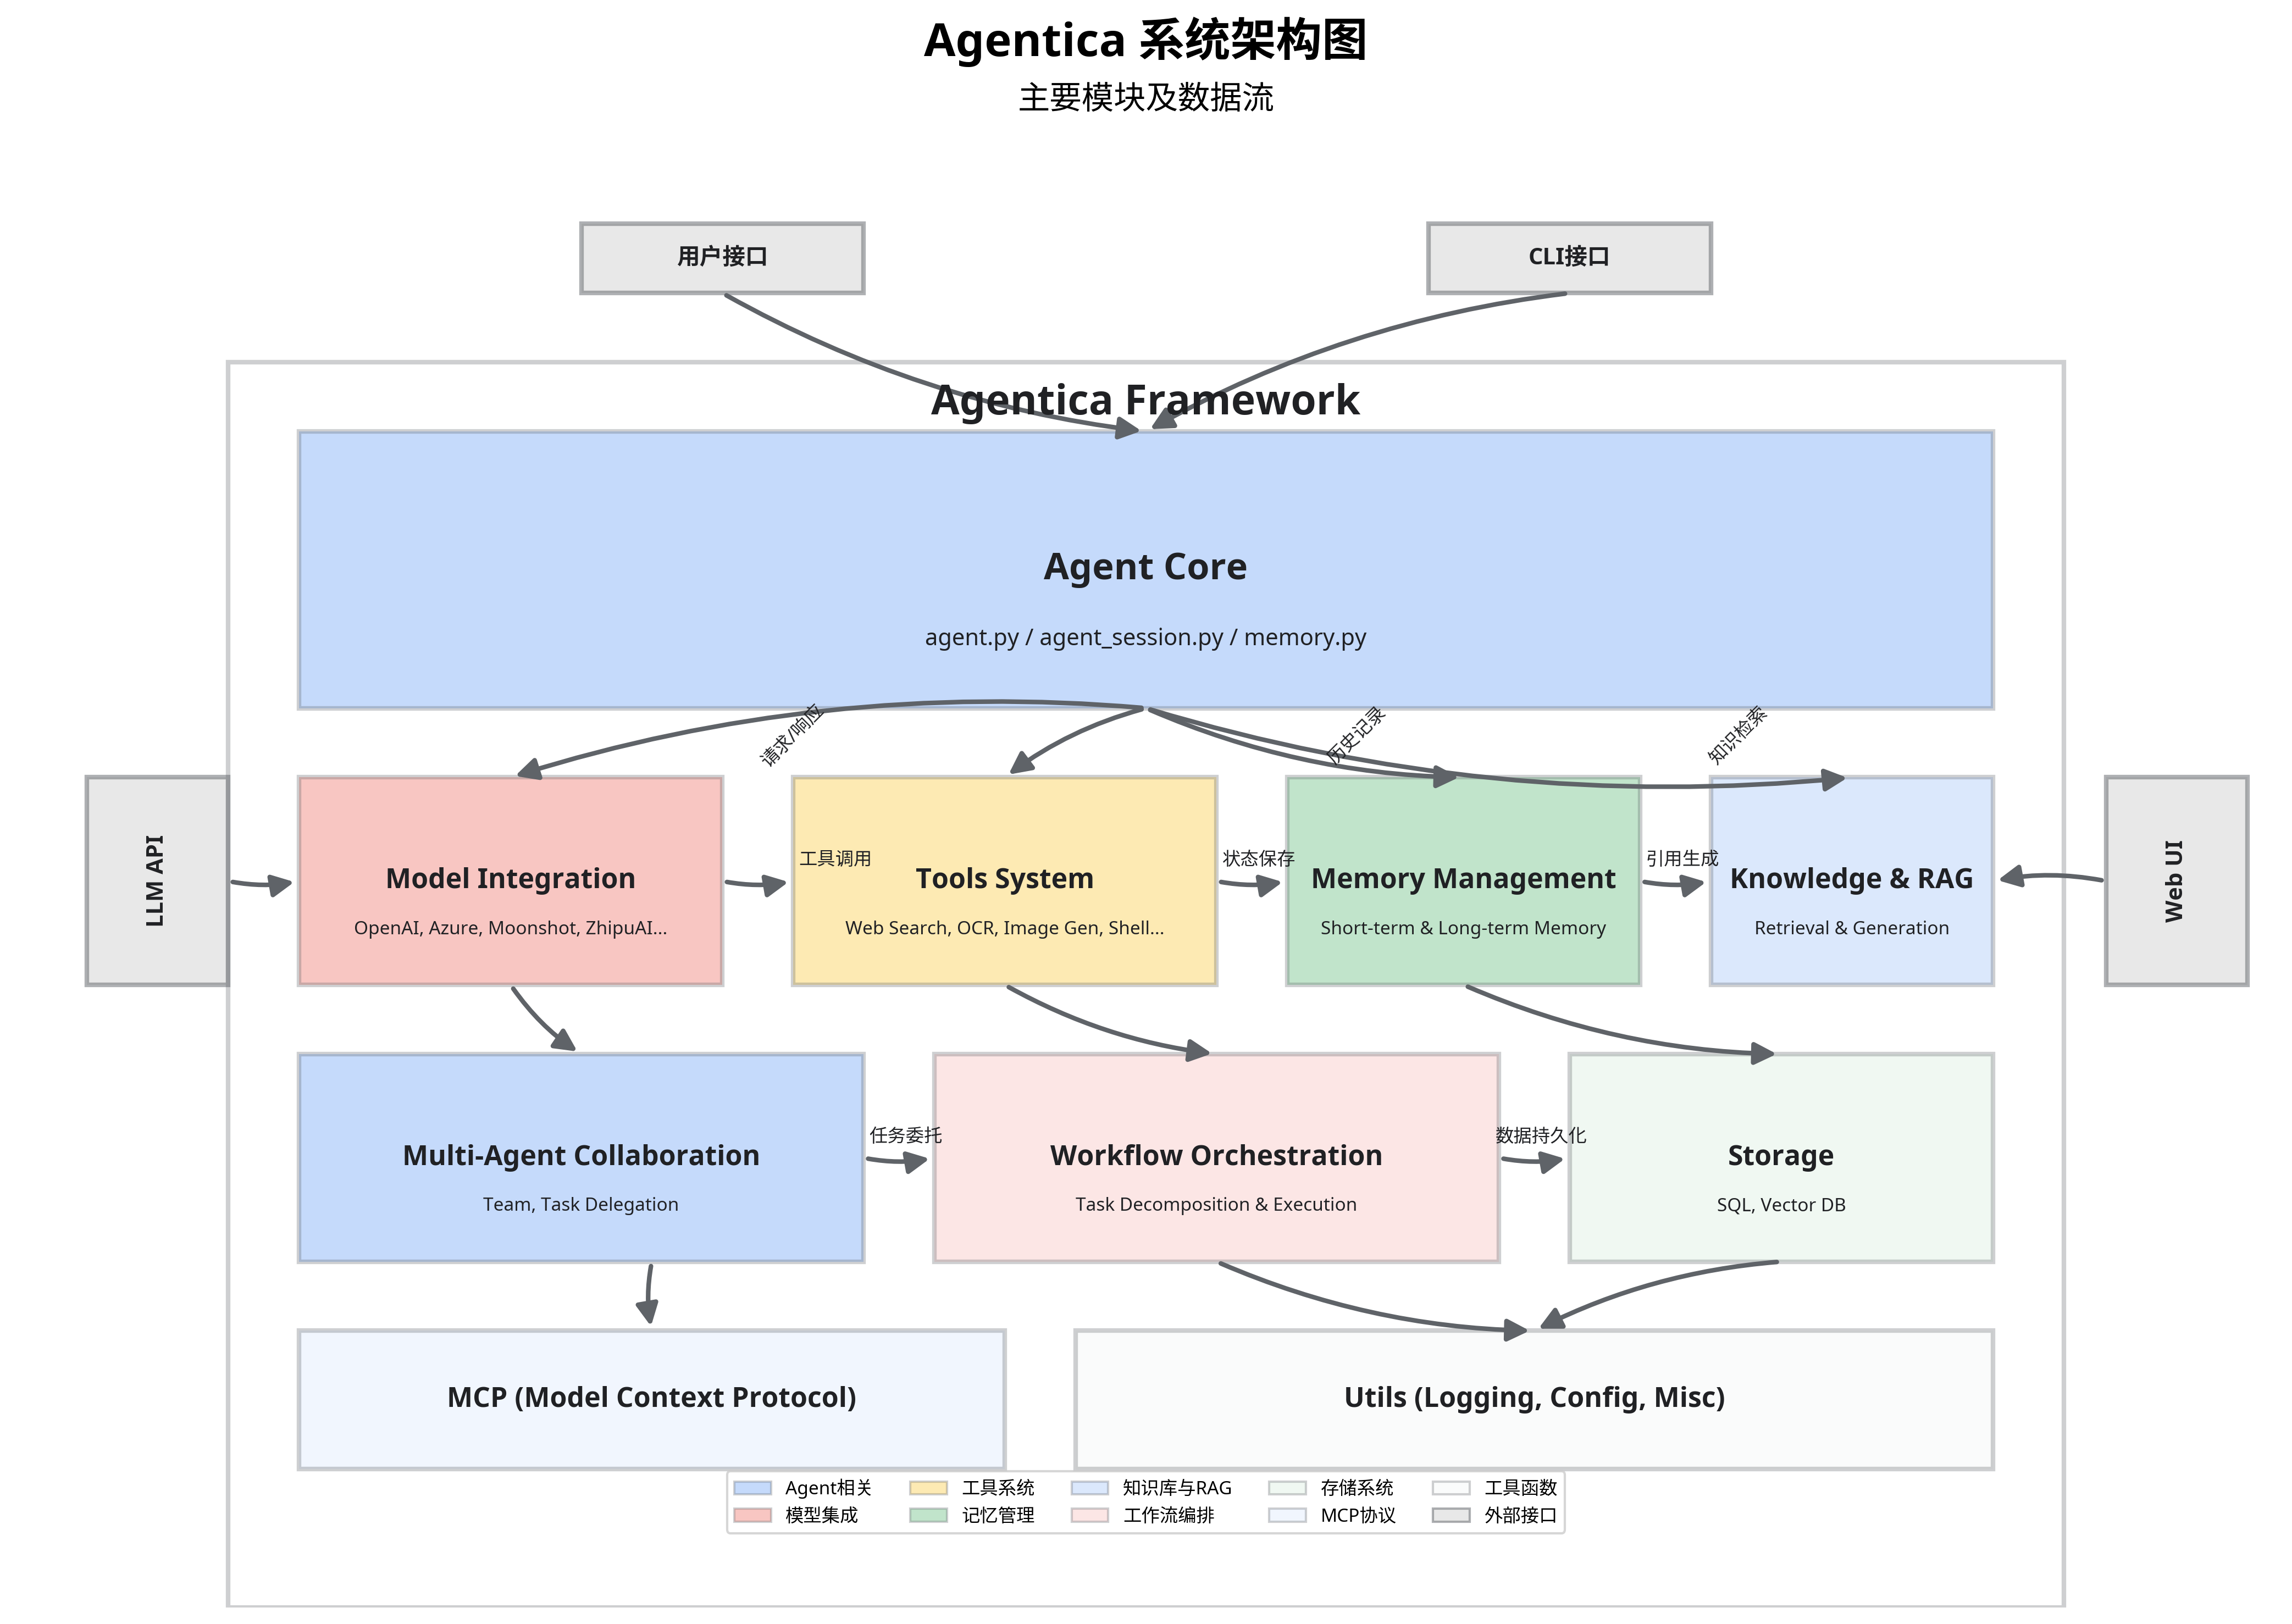 Agentica 系统架构图
主要模块及数据流
用户接口
CLI接口
Agentica Framework
Agent Core
agent.py / agent_session.py / memory.py
请求/响应
历史记录
知识检索
LLM API
Model Integration
OpenAI, Azure, Moonshot, ZhipuAI...
工具调用
Tools System
Web Search, OCR, Image Gen, Shell...
状态保存
Memory Management
Short-term & Long-term Memory
引用生成
Knowledge & RAG
Retrieval & Generation
Web UI
Multi-Agent Collaboration
Team, Task Delegation
任务委托
Workflow Orchestration
Task Decomposition & Execution
数据持久化
Storage
SQL, Vector DB
MCP (Model Context Protocol)
Utils (Logging, Config, Misc)
Agent相关
工具系统
知识库与RAG
存储系统
工具函数
模型集成
记忆管理
工作流编排
MCP协议
外部接口